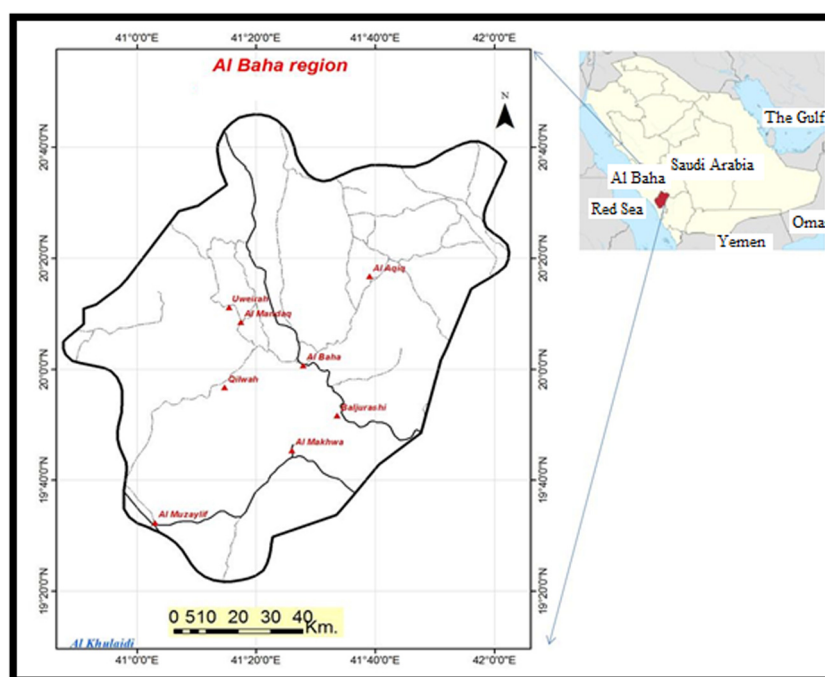 41°0'0"E 41°20'0"E 41°40'0"E 42°0'0"E
Al Baha region
N
20°40'0"N
20°20'0"N
20°0'0"N
19°40'0"N
19°20'0"N
Al Aqiq
Uweirah
Al Mandaq
Al Baha
Qilwah
Baljurashi
Al Makhwa
Al Muzaylif
20°40'0"N
20°20'0"N
20°0'0"N
19°40'0"N
19°20'0"N
0 510 20 30 40
Km.
Al Khulaidi
41°0'0"E 41°20'0"E 41°40'0"E 42°0'0"E
The Gulf
Saudi Arabia
Al Baha
Red Sea
Oma
Yemen